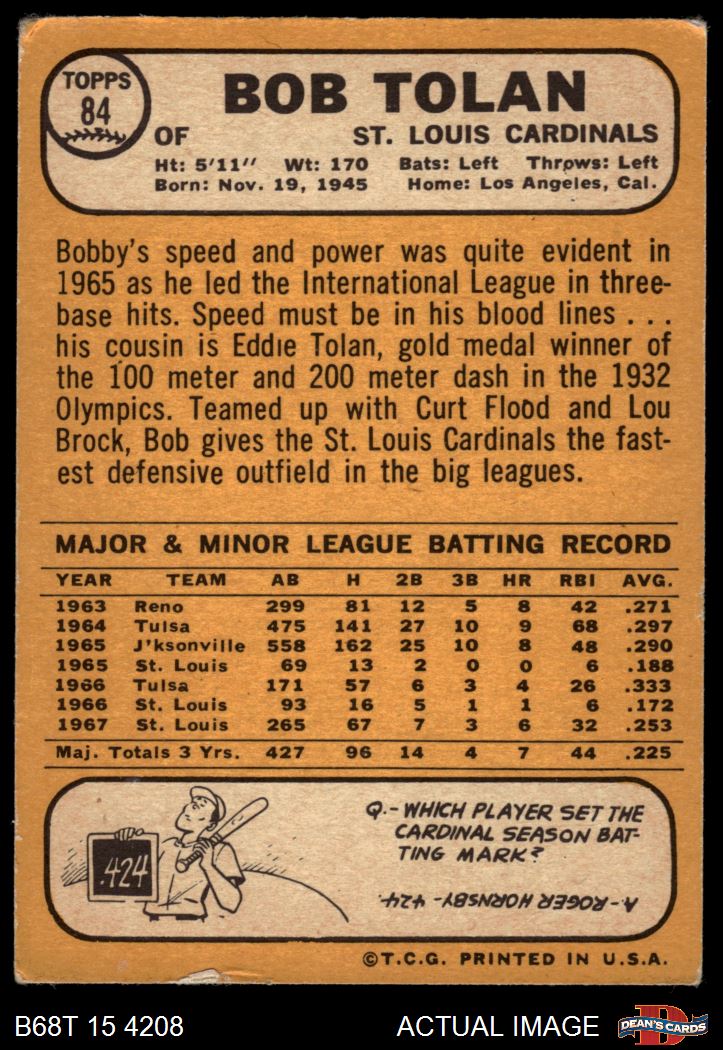 TOPPS
84
BOB TOLAN
OF ST. LOUIS CARDINALS
Ht: 5'11" Wt: 170 Bats: Left Throws: Left
Born: Nov. 19, 1945 Home: Los Angeles, Cal.
Bobby's speed and power was quite evident in
1965 as he led the International League in three-
base hits. Speed must be in his blood lines . . .
his cousin is Eddie Tolan, gold medal winner of
the 100 meter and 200 meter dash in the 1932
Olympics. Teamed up with Curt Flood and Lou
Brock, Bob gives the St. Louis Cardinals the fast-
est defensive outfield in the big leagues.
MAJOR & MINOR LEAGUE BATTING RECORD
YEAR TEAM AB H 2B 3B HR RBI AVG.
1963 Reno 299 81 12 5 8 42 .271
1964 Tulsa 475 141 27 10 9 68 .297
1965 J'ksonville 558 162 25 10 8 48 .290
1965 St. Louis 69 13 2 0 0 6 .188
1966 Tulsa 171 57 6 3 4 26 .333
1966 St. Louis 93 16 5 1 1 6 .172
1967 St. Louis 265 67 7 3 6 32 .253
Maj. Totals 3 Yrs. 427 96 14 4 7 44 .225
.424
Q.-WHICH PLAYER SET THE
CARDINAL SEASON BAT-
TING MARK?
A-ROGER HORNSBY-.424
©T.C.G. PRINTED IN U.S.A.
B68T 15 4208 ACTUAL IMAGE
D
DEAN'S CARDS